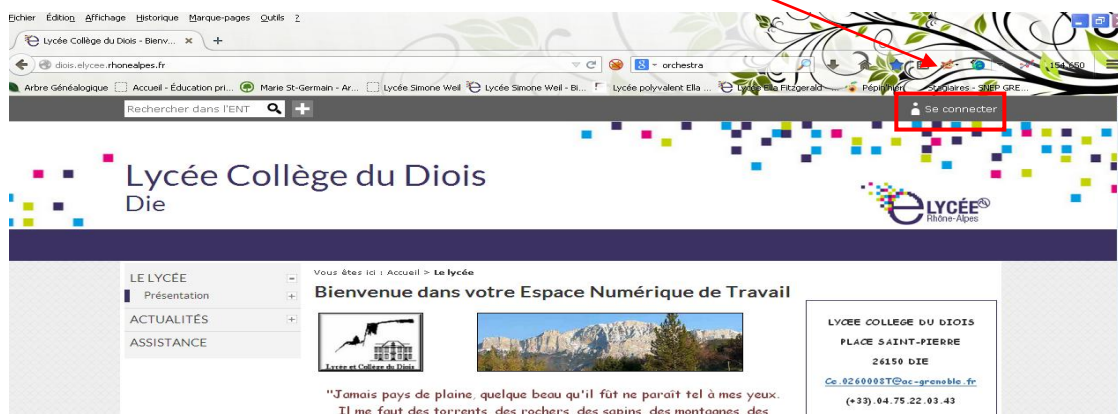 Fichier Édition Affichage Historique Marque-pages Outils ?
Lycée Collège du Diois - Bienv... × +
diois.elycee.rhonealpes.fr
orchestra
154,650
Arbre Généalogique Accueil - Éducation pri... Marie St-Germain - Ar... Lycée Simone Weil Lycée Simone Weil - Bi... Lycée polyvalent Ella ... Lycée Ella Fitzgerald ... Stagiaires - SNEP GRE...
Rechercher dans l'ENT
Se connecter
Lycée Collège du Diois
Die
eLYCÉE
Rhône-Alpes
LE LYCÉE
Présentation
ACTUALITÉS
ASSISTANCE
Vous êtes ici : Accueil > Le lycée
Bienvenue dans votre Espace Numérique de Travail
Lycée et Collège du Diois
"Jamais pays de plaine, quelque beau qu'il fût ne paraît tel à mes yeux.
Il me faut des torrents, des rochers, des sapins, des montagnes, des
LYCEE COLLEGE DU DIOIS
PLACE SAINT-PIERRE
26150 DIE
Ce.0260008T@ac-grenoble.fr
(+33).04.75.22.03.43